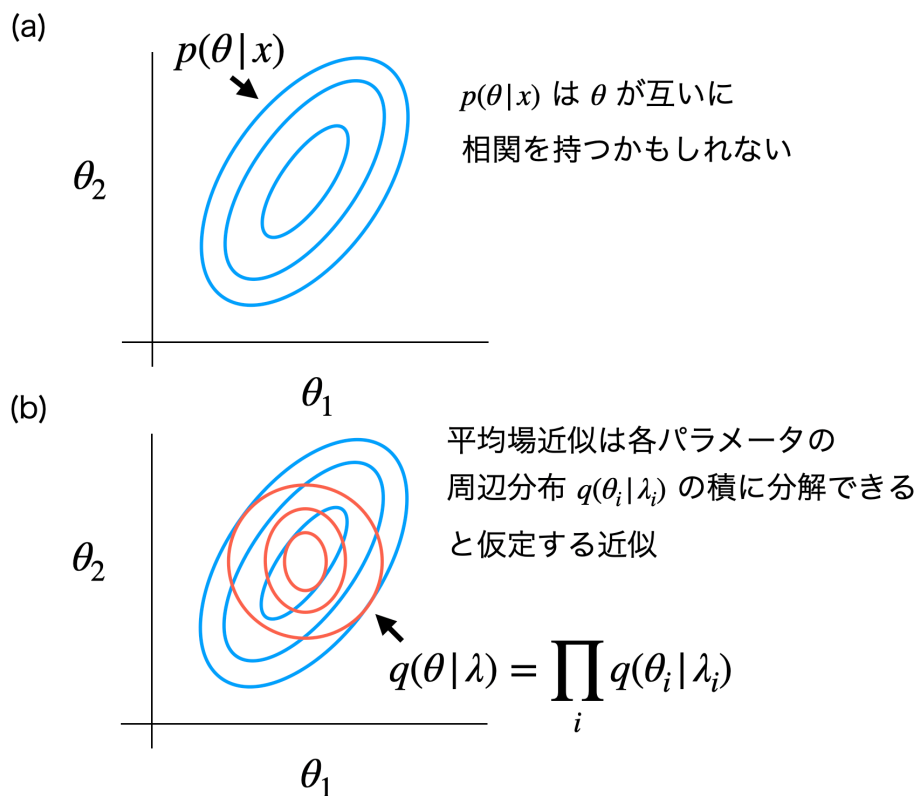 (a)
p(θ|x)
p(θ|x) は θ が互いに
相関を持つかもしれない
θ₂
θ₁
(b)
平均場近似は各パラメータの
周辺分布 q(θᵢ|λᵢ) の積に分解できる
と仮定する近似
θ₂
q(θ|λ) = ∏ᵢ q(θᵢ|λᵢ)
θ₁